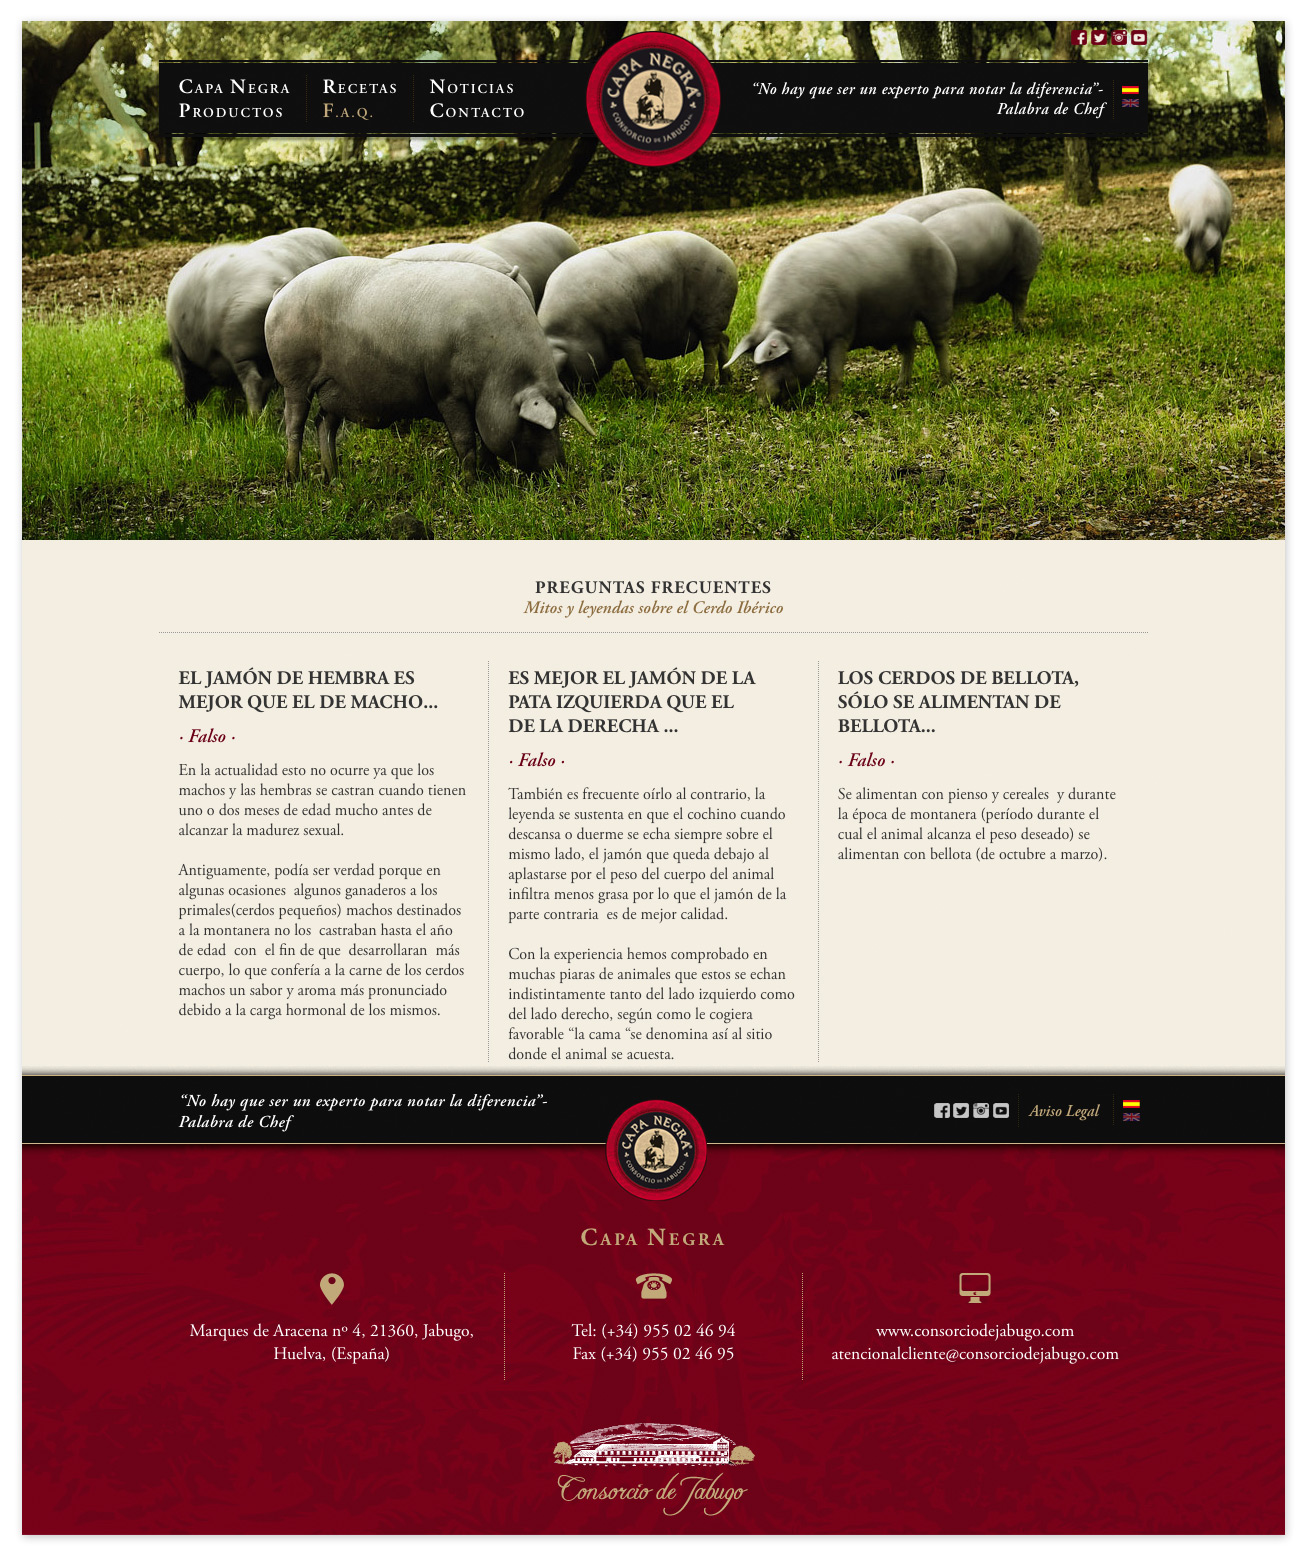 Capa Negra
Productos
Recetas
F.a.q.
Noticias
Contacto
CAPA NEGRA
CONSORCIO DE JABUGO
“No hay que ser un experto para notar la diferencia”-
Palabra de Chef
PREGUNTAS FRECUENTES
Mitos y leyendas sobre el Cerdo Ibérico
EL JAMÓN DE HEMBRA ES
MEJOR QUE EL DE MACHO...
· Falso ·
En la actualidad esto no ocurre ya que los
machos y las hembras se castran cuando tienen
uno o dos meses de edad mucho antes de
alcanzar la madurez sexual.
Antiguamente, podía ser verdad porque en
algunas ocasiones  algunos ganaderos a los
primales(cerdos pequeños) machos destinados
a la montanera no los  castraban hasta el año
de edad  con  el fin de que  desarrollaran  más
cuerpo, lo que confería a la carne de los cerdos
machos un sabor y aroma más pronunciado
debido a la carga hormonal de los mismos.
ES MEJOR EL JAMÓN DE LA
PATA IZQUIERDA QUE EL
DE LA DERECHA ...
· Falso ·
También es frecuente oírlo al contrario, la
leyenda se sustenta en que el cochino cuando
descansa o duerme se echa siempre sobre el
mismo lado, el jamón que queda debajo al
aplastarse por el peso del cuerpo del animal
infiltra menos grasa por lo que el jamón de la
parte contraria  es de mejor calidad.
Con la experiencia hemos comprobado en
muchas piaras de animales que estos se echan
indistintamente tanto del lado izquierdo como
del lado derecho, según como le cogiera
favorable “la cama “se denomina así al sitio
donde el animal se acuesta.
LOS CERDOS DE BELLOTA,
SÓLO SE ALIMENTAN DE
BELLOTA...
· Falso ·
Se alimentan con pienso y cereales  y durante
la época de montanera (período durante el
cual el animal alcanza el peso deseado) se
alimentan con bellota (de octubre a marzo).
“No hay que ser un experto para notar la diferencia”-
Palabra de Chef
CAPA NEGRA
CONSORCIO DE JABUGO
Aviso Legal
Capa Negra
Marques de Aracena nº 4, 21360, Jabugo,
Huelva, (España)
Tel: (+34) 955 02 46 94
Fax (+34) 955 02 46 95
www.consorciodejabugo.com
atencionalcliente@consorciodejabugo.com
Consorcio de Jabugo